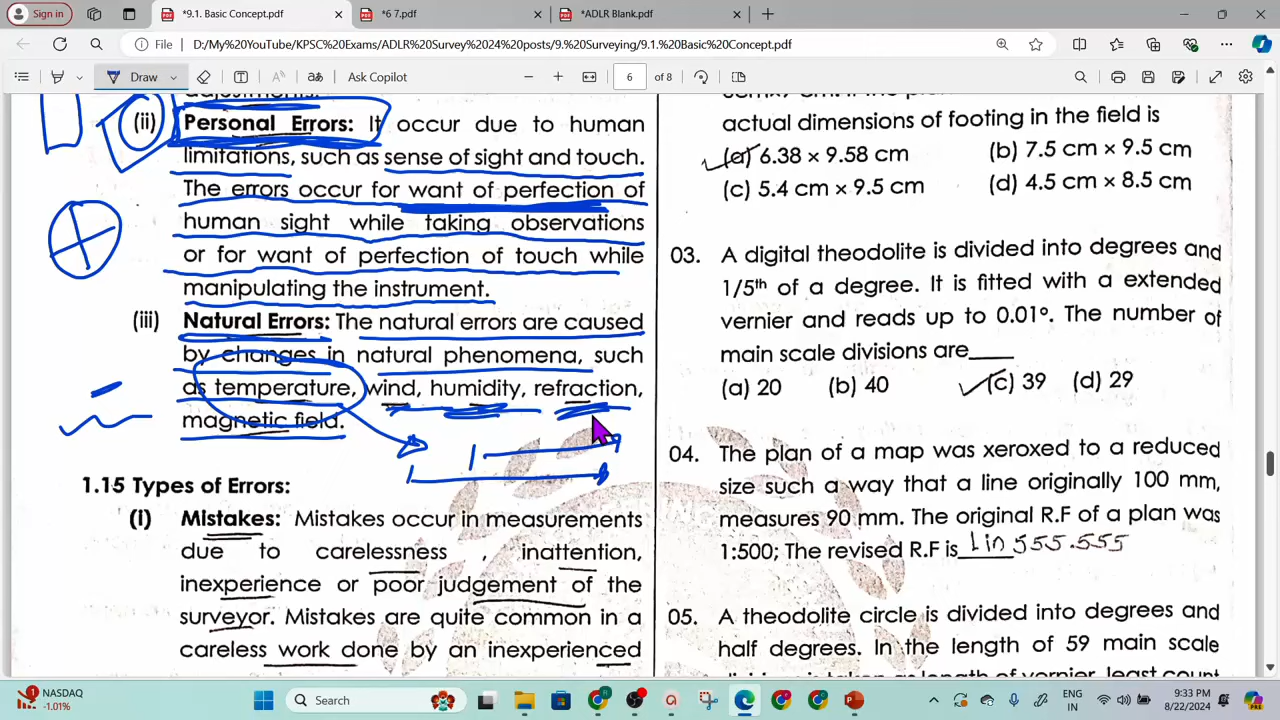 Sign in
*9.1. Basic Concept.pdf
*6 7.pdf
*ADLR Blank.pdf
File
D:/My%20YouTube/KPSC%20Exams/ADLR%20Survey%202024%20posts/9.%20Surveying/9.1.%20Basic%20Concept.pdf
Draw
Ask Copilot
6 of 8
adjustments.
(ii) Personal Errors: It occur due to human
limitations, such as sense of sight and touch.
The errors occur for want of perfection of
human sight while taking observations
or for want of perfection of touch while
manipulating the instrument.
(iii) Natural Errors: The natural errors are caused
by changes in natural phenomena, such
as temperature, wind, humidity, refraction,
magnetic field.
1.15 Types of Errors:
(i) Mistakes: Mistakes occur in measurements
due to carelessness , inattention,
inexperience or poor judgement of the
surveyor. Mistakes are quite common in a
careless work done by an inexperienced
actual dimensions of footing in the field is
(a) 6.38 × 9.58 cm (b) 7.5 cm × 9.5 cm
(c) 5.4 cm × 9.5 cm (d) 4.5 cm × 8.5 cm
03. A digital theodolite is divided into degrees and
1/5th of a degree. It is fitted with a extended
vernier and reads up to 0.01°. The number of
main scale divisions are____
(a) 20 (b) 40 (c) 39 (d) 29
04. The plan of a map was xeroxed to a reduced
size such a way that a line originally 100 mm,
measures 90 mm. The original R.F of a plan was
1:500; The revised R.F is 1 in 555.555
05. A theodolite circle is divided into degrees and
half degrees. In the length of 59 main scale
NASDAQ
-1.01%
Search
ENG
IN
9:33 PM
8/22/2024